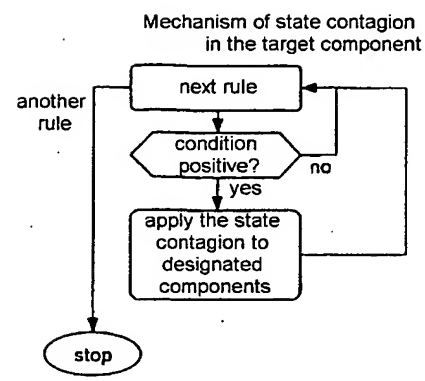 Mechanism of state contagion
in the target component
next rule
another
rule
condition
positive?
no
yes
apply the state
contagion to
designated
components
stop